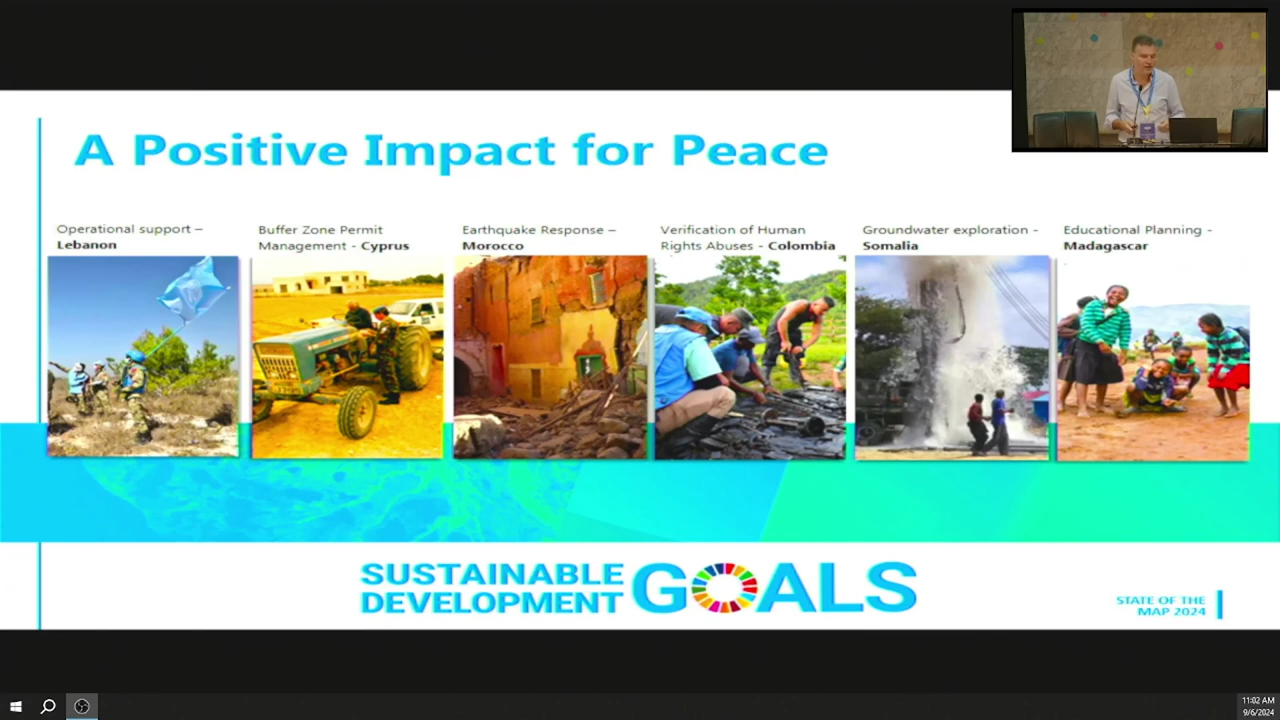 A Positive Impact for Peace
Operational support –
Lebanon
Buffer Zone Permit
Management - Cyprus
Earthquake Response –
Morocco
Verification of Human
Rights Abuses - Colombia
Groundwater exploration -
Somalia
Educational Planning -
Madagascar
SUSTAINABLE
DEVELOPMENT
GOALS
STATE OF THE
MAP 2024
11:02 AM
9/6/2024